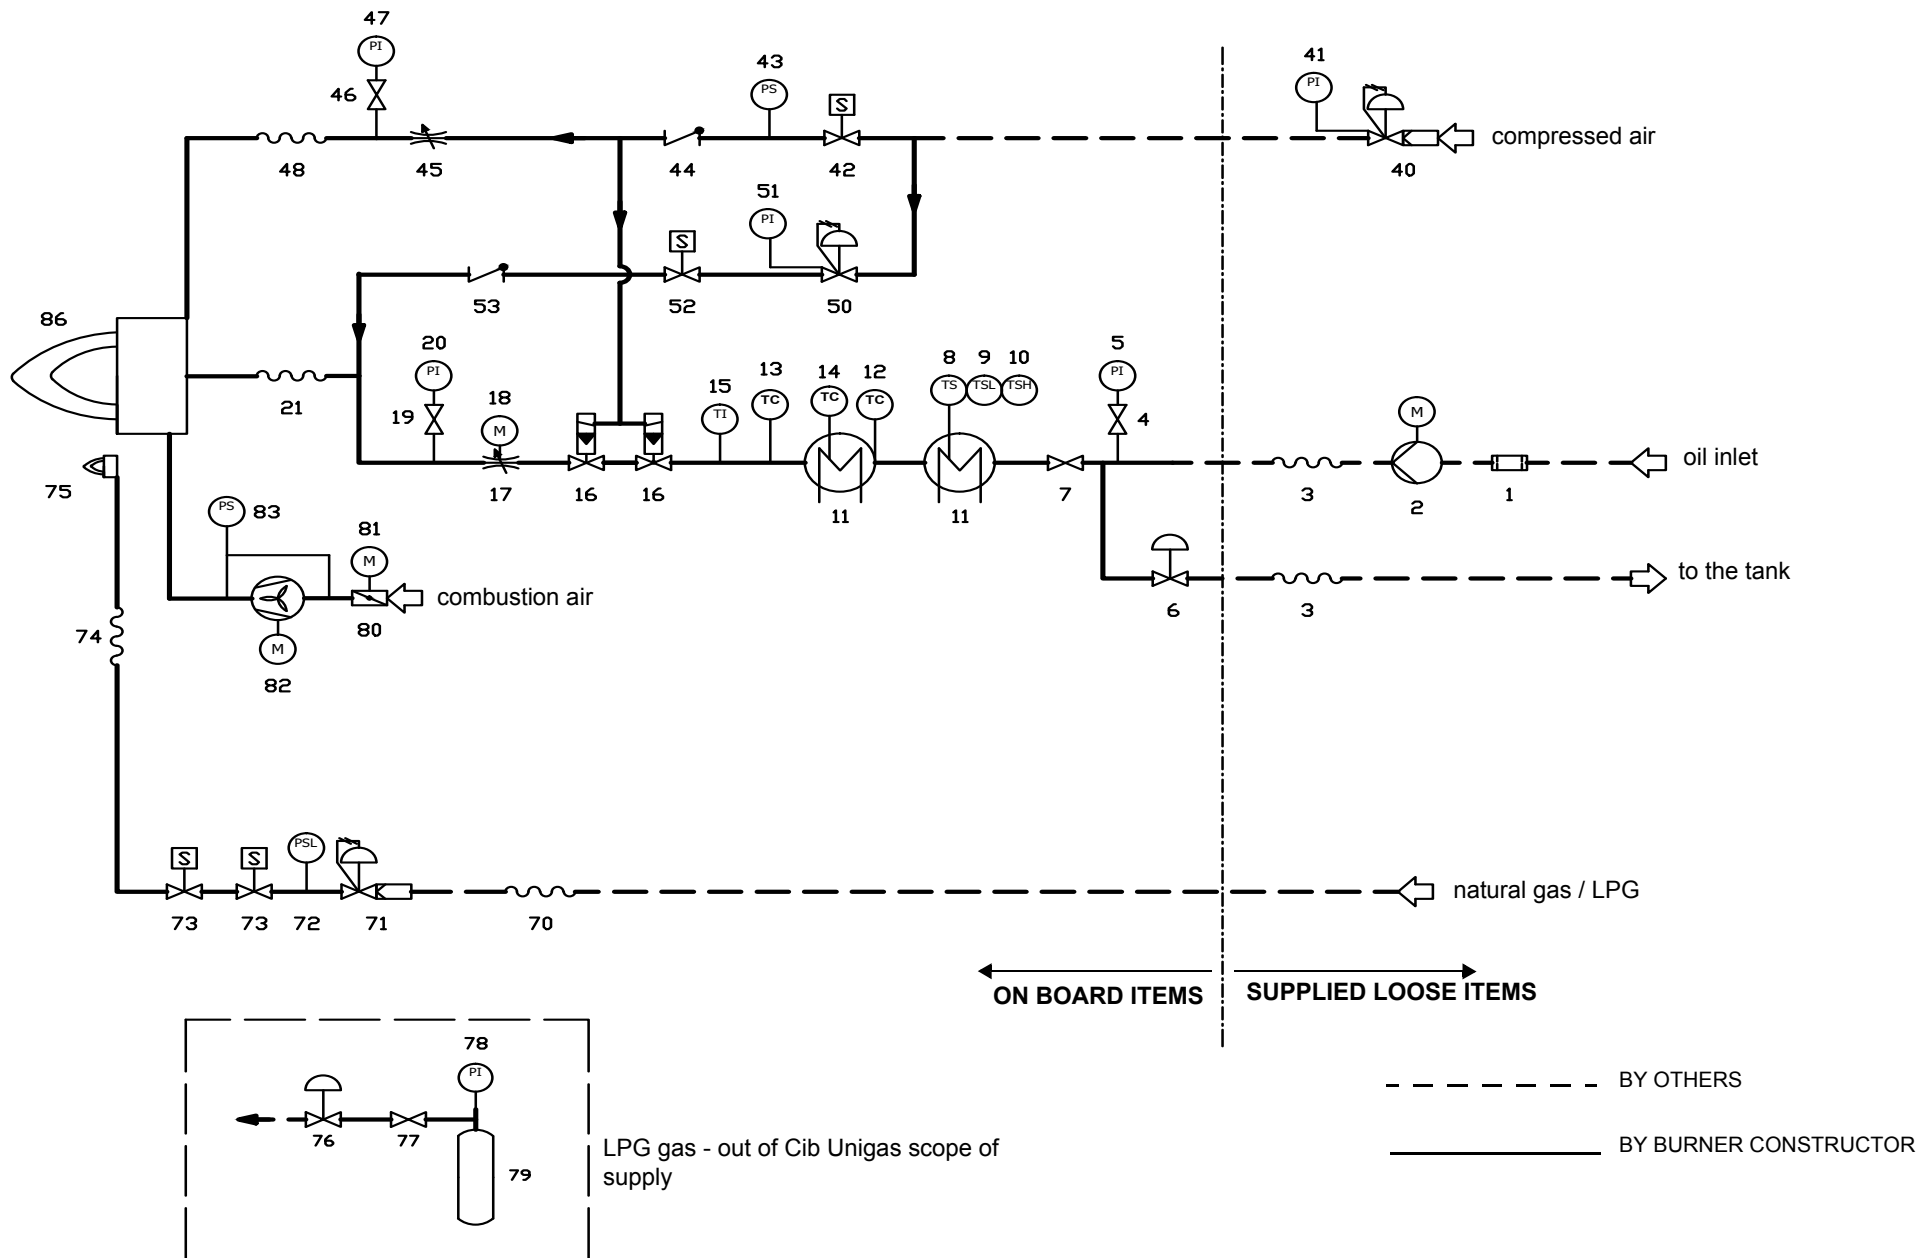 47
PI
46
48
45
43
PS
44
S
42
41
PI
40
compressed air
51
PI
S
53
52
50
86
20
PI
19
21
18
M
17
16
16
15
TI
13
TC
14
TC
12
TC
11
8
TS
9
TSL
10
TSH
11
7
5
PI
4
3
M
2
1
oil inlet
6
3
to the tank
75
PS
83
81
M
combustion air
80
74
M
82
S
S
PSL
73
73
72
71
70
natural gas / LPG
ON BOARD ITEMS
SUPPLIED LOOSE ITEMS
78
PI
76
77
79
LPG gas - out of Cib Unigas scope of
supply
BY OTHERS
BY BURNER CONSTRUCTOR